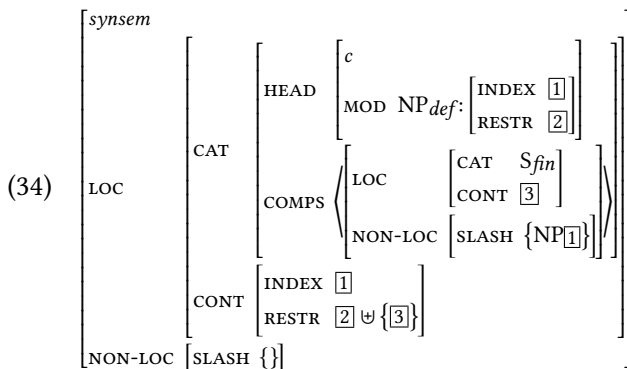 synsem
c
HEAD
MOD NPdef: [INDEX 1]
[RESTR 2]
CAT
LOC [CAT Sfin]
(34) LOC
COMPS ⟨ [CONT 3] ⟩
NON-LOC [SLASH {NP1}]
INDEX 1
CONT
RESTR 2 ⊎ {3}
NON-LOC [SLASH {}]